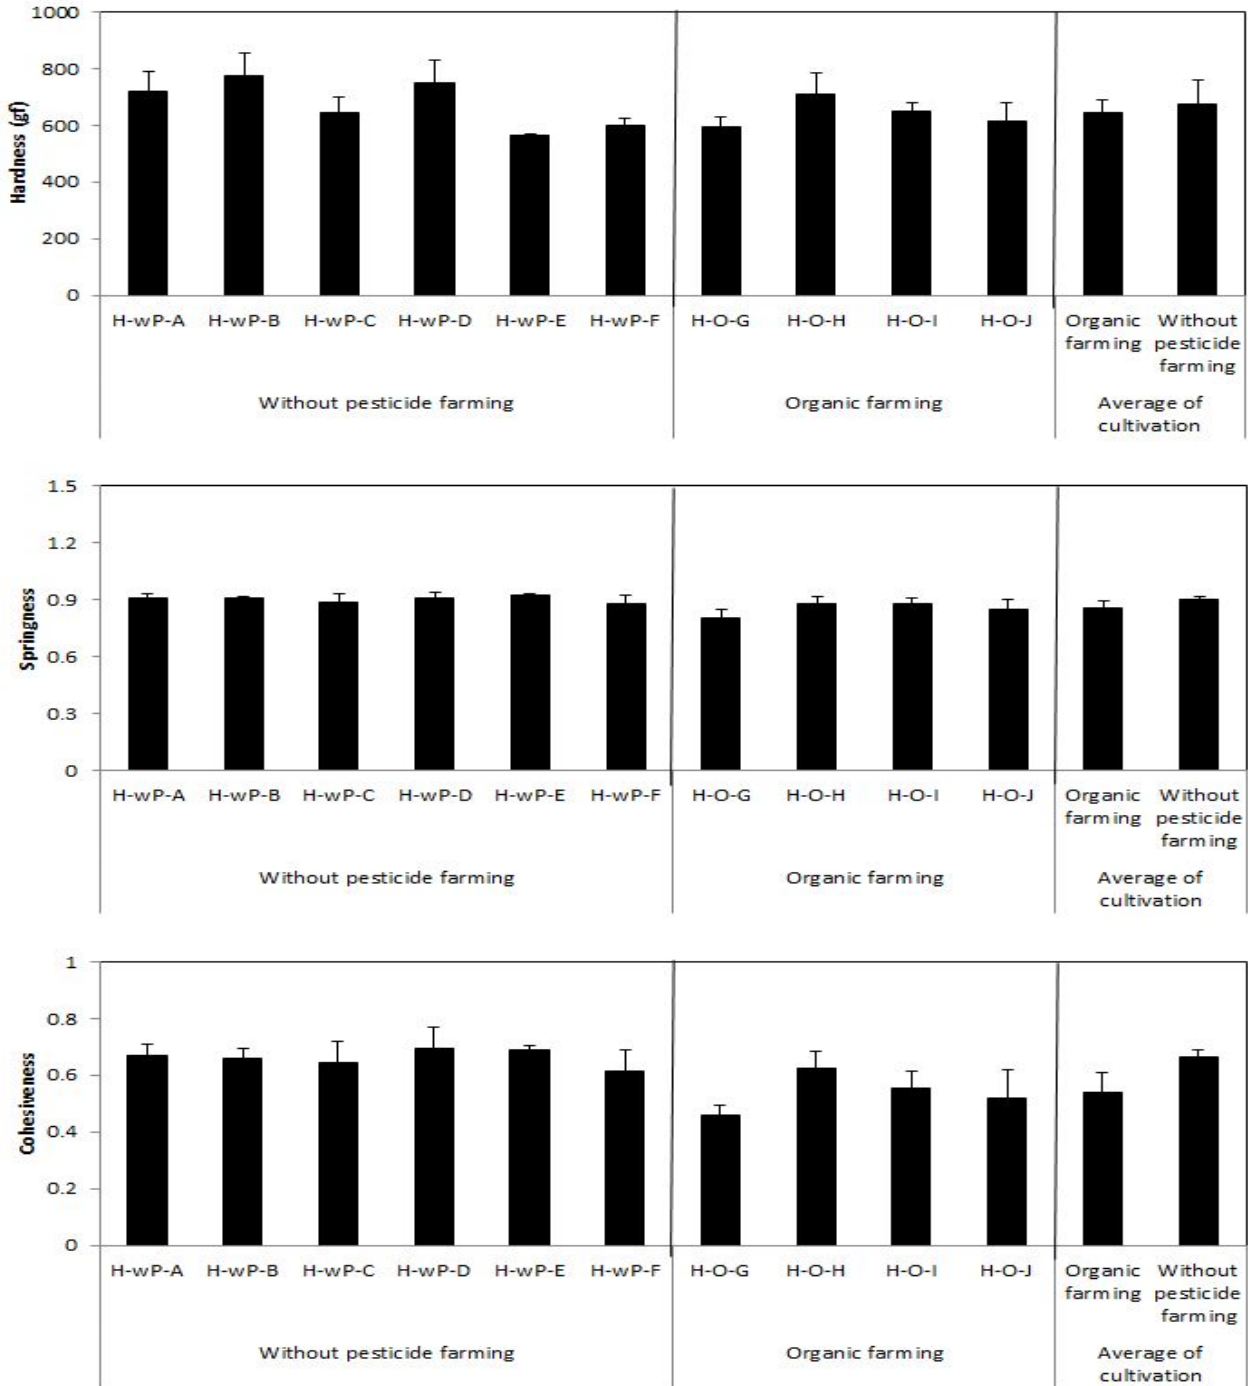 1000
800
600
400
200
0
Hardness (gf)
H-wP-A H-wP-B H-wP-C H-wP-D H-wP-E H-wP-F H-O-G H-O-H H-O-I H-O-J Organic Without
farming pesticide
farming
Without pesticide farming Organic farming Average of
cultivation
1.5
1.2
0.9
0.6
0.3
0
Springness
H-wP-A H-wP-B H-wP-C H-wP-D H-wP-E H-wP-F H-O-G H-O-H H-O-I H-O-J Organic Without
farming pesticide
farming
Without pesticide farming Organic farming Average of
cultivation
1
0.8
0.6
0.4
0.2
0
Cohesiveness
H-wP-A H-wP-B H-wP-C H-wP-D H-wP-E H-wP-F H-O-G H-O-H H-O-I H-O-J Organic Without
farming pesticide
farming
Without pesticide farming Organic farming Average of
cultivation